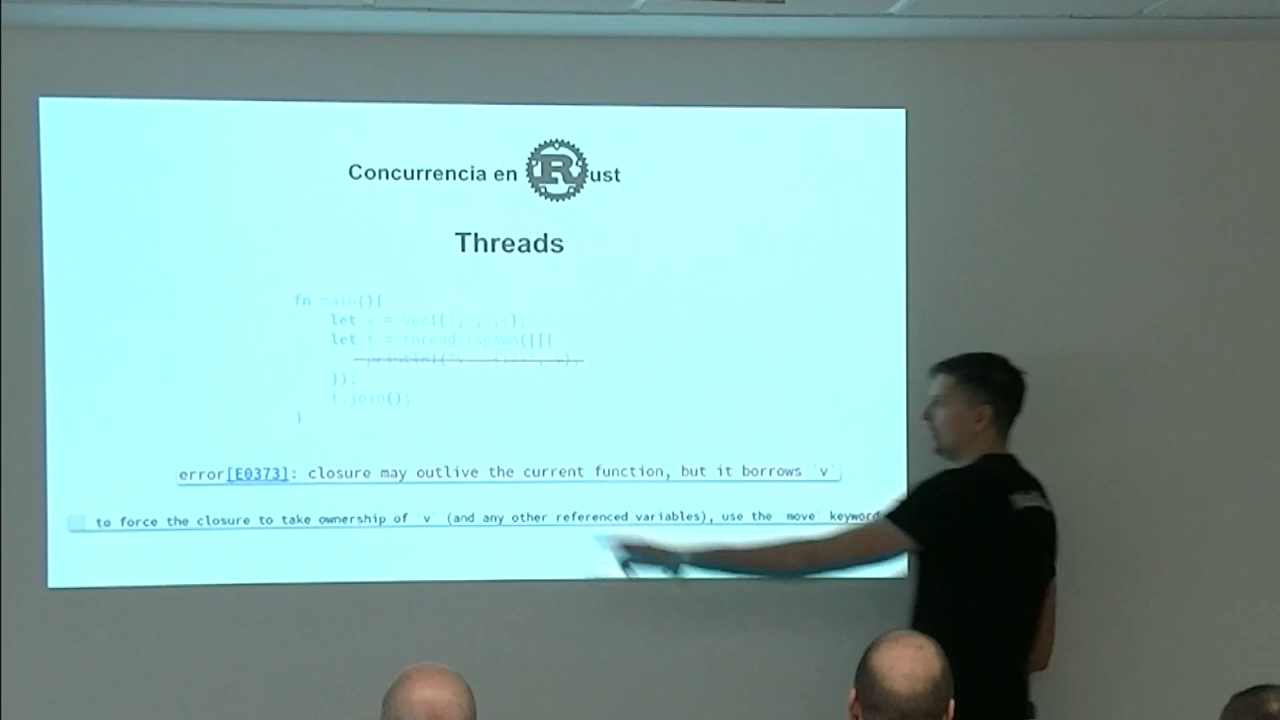 Concurrencia en Rust
Threads
fn main(){
let v = vec![
let t = thread::spawn(||{
println!(
});
t.join();
}
error[E0373]: closure may outlive the current function, but it borrows `v`
to force the closure to take ownership of `v` (and any other referenced variables), use the `move` keyword